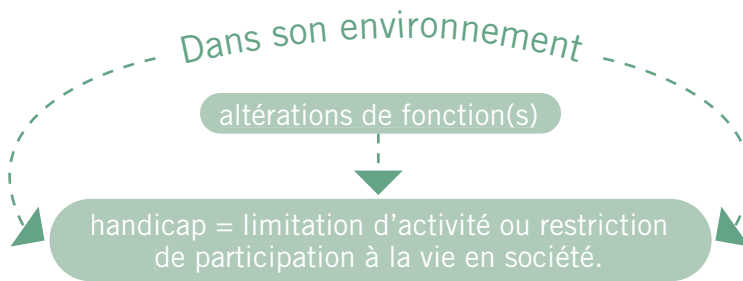 Dans son environnement
altérations de fonction(s)
handicap = limitation d'activité ou restriction
de participation à la vie en société.